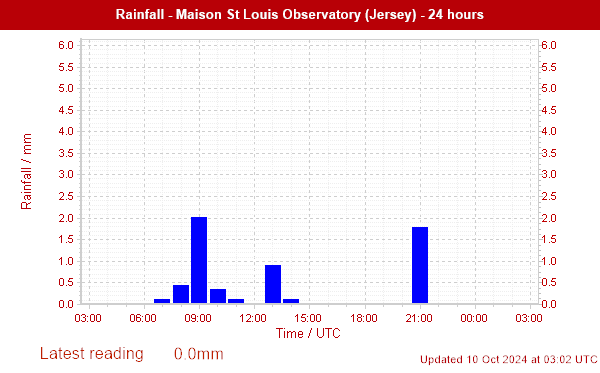 Rainfall - Maison St Louis Observatory (Jersey) - 24 hours
6.0 6.0
5.5 5.5
5.0 5.0
4.5 4.5
4.0 4.0
3.5 3.5
3.0 3.0
2.5 2.5
2.0 2.0
1.5 1.5
1.0 1.0
0.5 0.5
0.0 0.0
Rainfall / mm
03:00 06:00 09:00 12:00 15:00 18:00 21:00 00:00 03:00
Time / UTC
Latest reading 0.0mm
Updated 10 Oct 2024 at 03:02 UTC